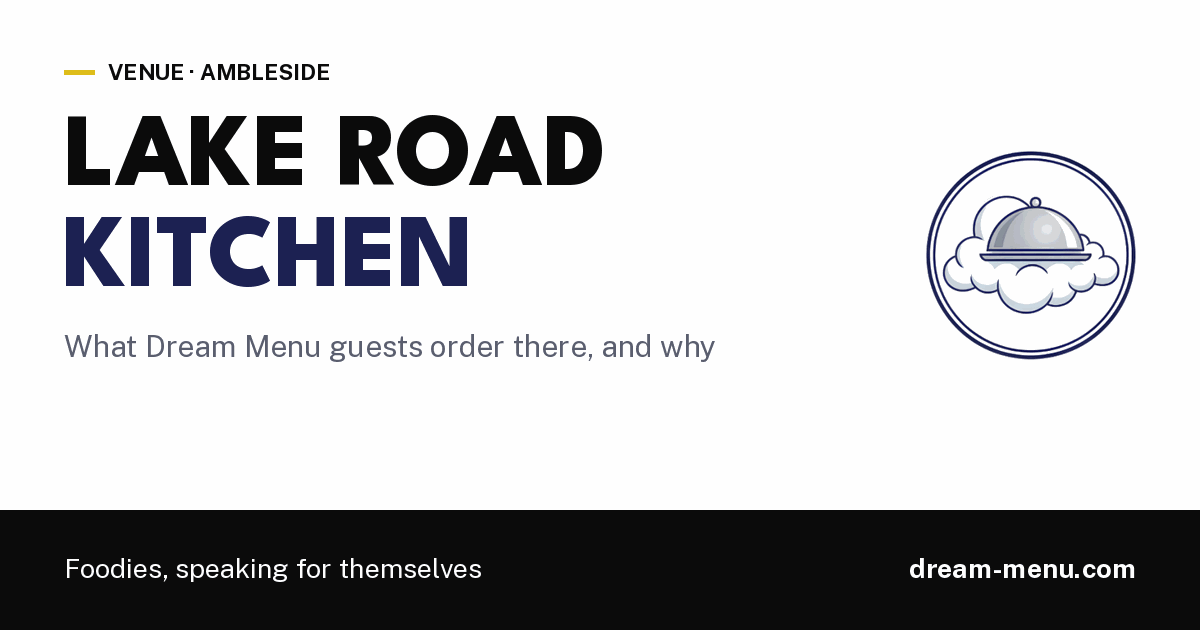 VENUE · AMBLESIDE
LAKE ROAD
KITCHEN
What Dream Menu guests order there, and why
Foodies, speaking for themselves
dream-menu.com